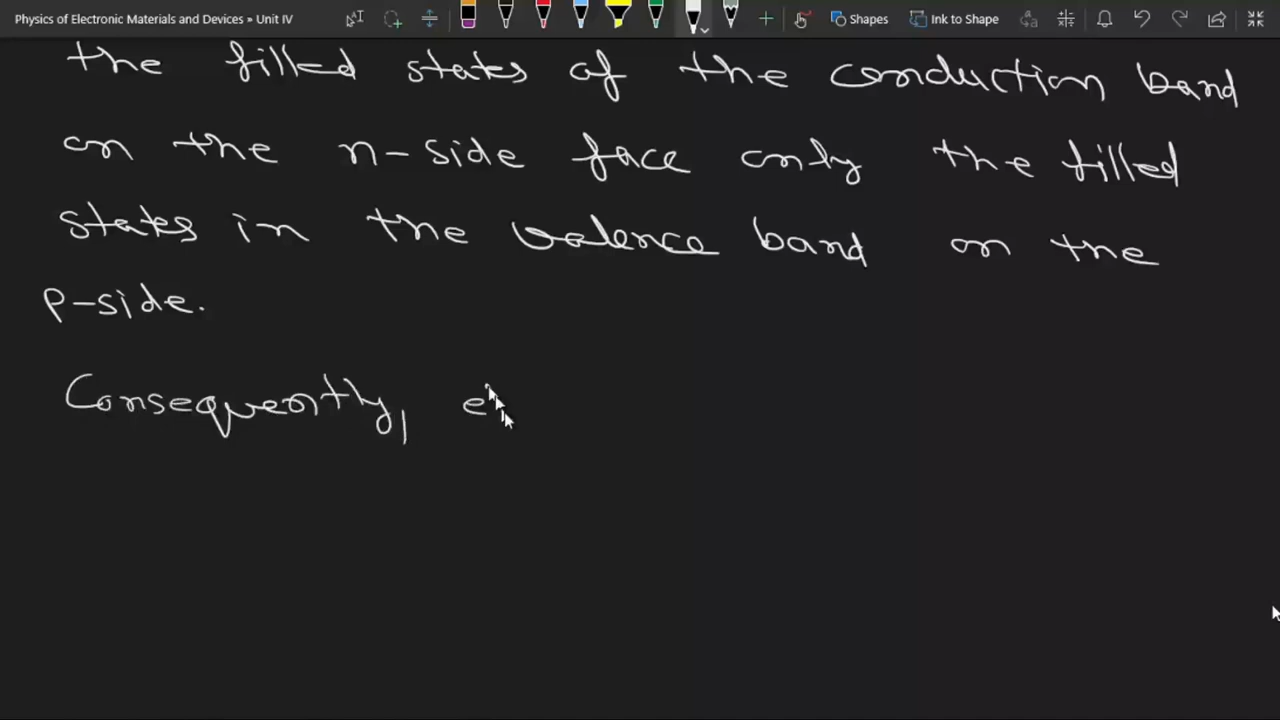 Physics of Electronic Materials and Devices » Unit IV
Shapes
Ink to Shape
the filled states of the conduction band
on the n-side face only the filled
states in the valence band on the
p-side.
Consequently, e